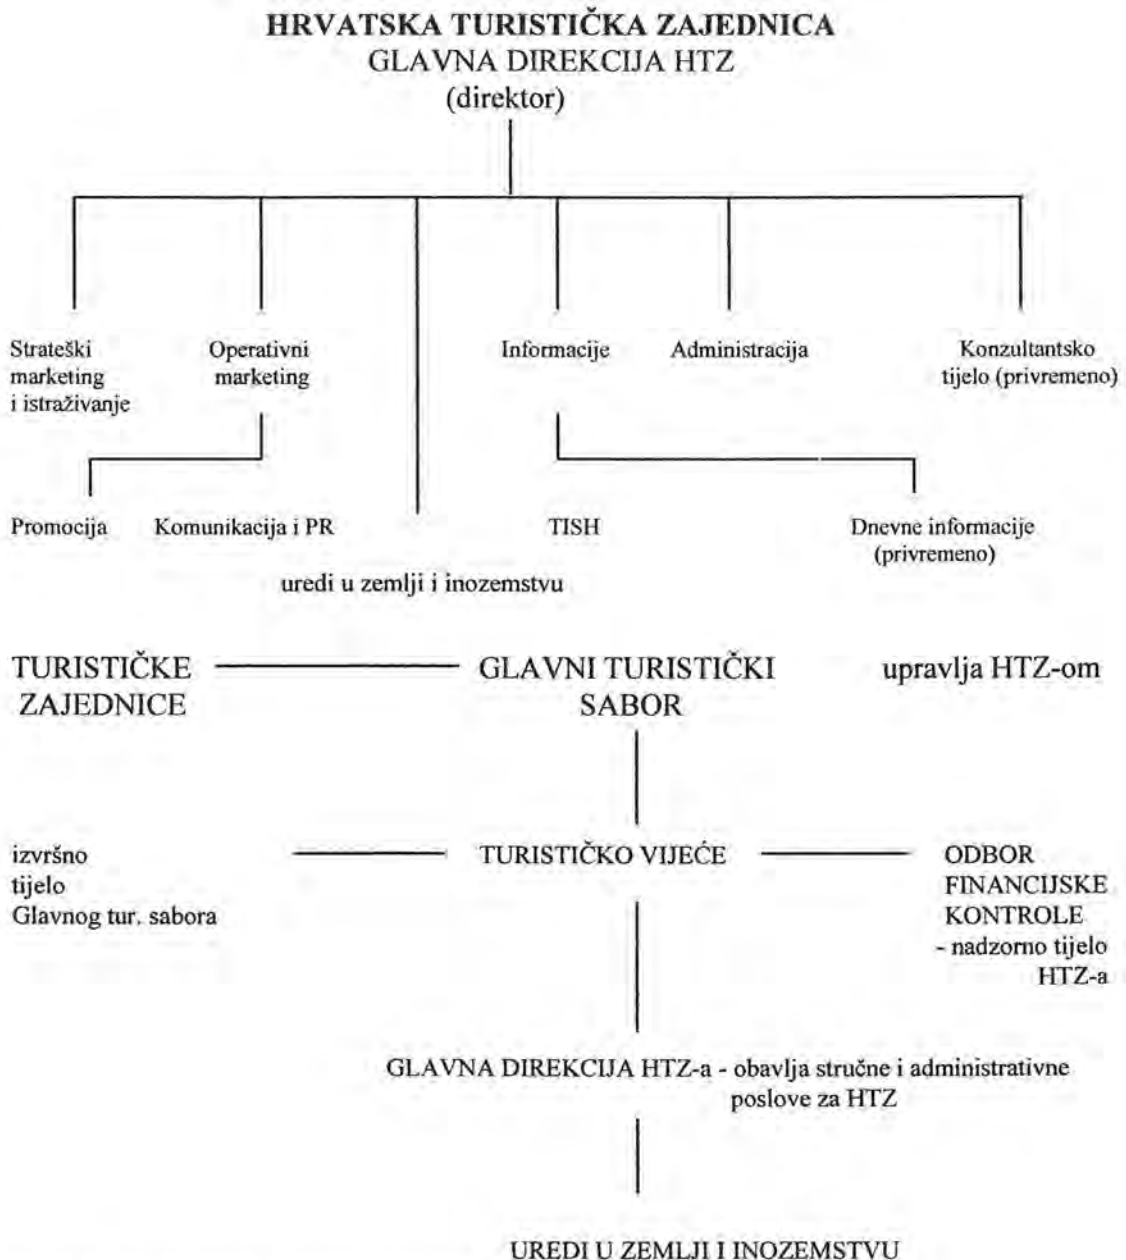 HRVATSKA TURISTIČKA ZAJEDNICA
GLAVNA DIREKCIJA HTZ
(direktor)
Strateški
marketing
i istraživanje
Operativni
marketing
Informacije
Administracija
Konzultantsko
tijelo (privremeno)
Promocija
Komunikacija i PR
TISH
Dnevne informacije
(privremeno)
uredi u zemlji i inozemstvu
TURISTIČKE
ZAJEDNICE
GLAVNI TURISTIČKI
SABOR
upravlja HTZ-om
izvršno
tijelo
Glavnog tur. sabora
TURISTIČKO VIJEĆE
ODBOR
FINANCIJSKE
KONTROLE
- nadzorno tijelo
HTZ-a
GLAVNA DIREKCIJA HTZ-a - obavlja stručne i administrativne
poslove za HTZ
UREDI U ZEMLJI I INOZEMSTVU